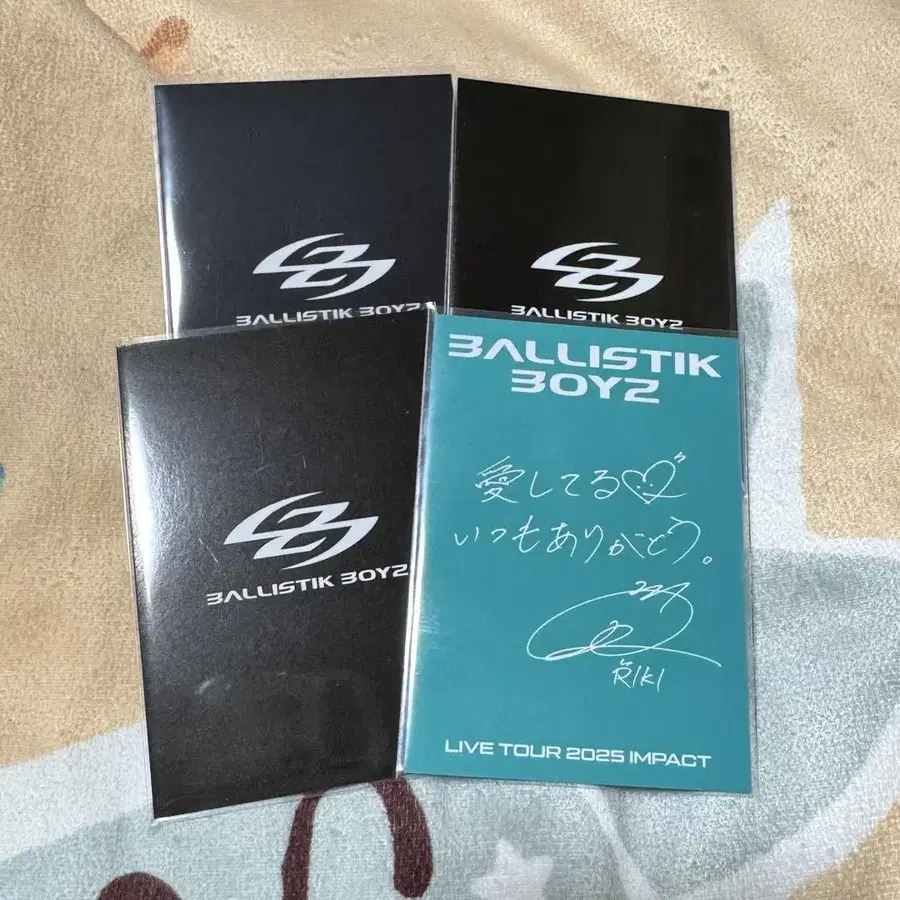 BALLISTIK BOYZ
BALLISTIK BOYZ
BALLISTIK BOYZ
BALLISTIK
BOYZ
愛してる♡
いつもありがとう。
RIKI
LIVE TOUR 2025 IMPACT